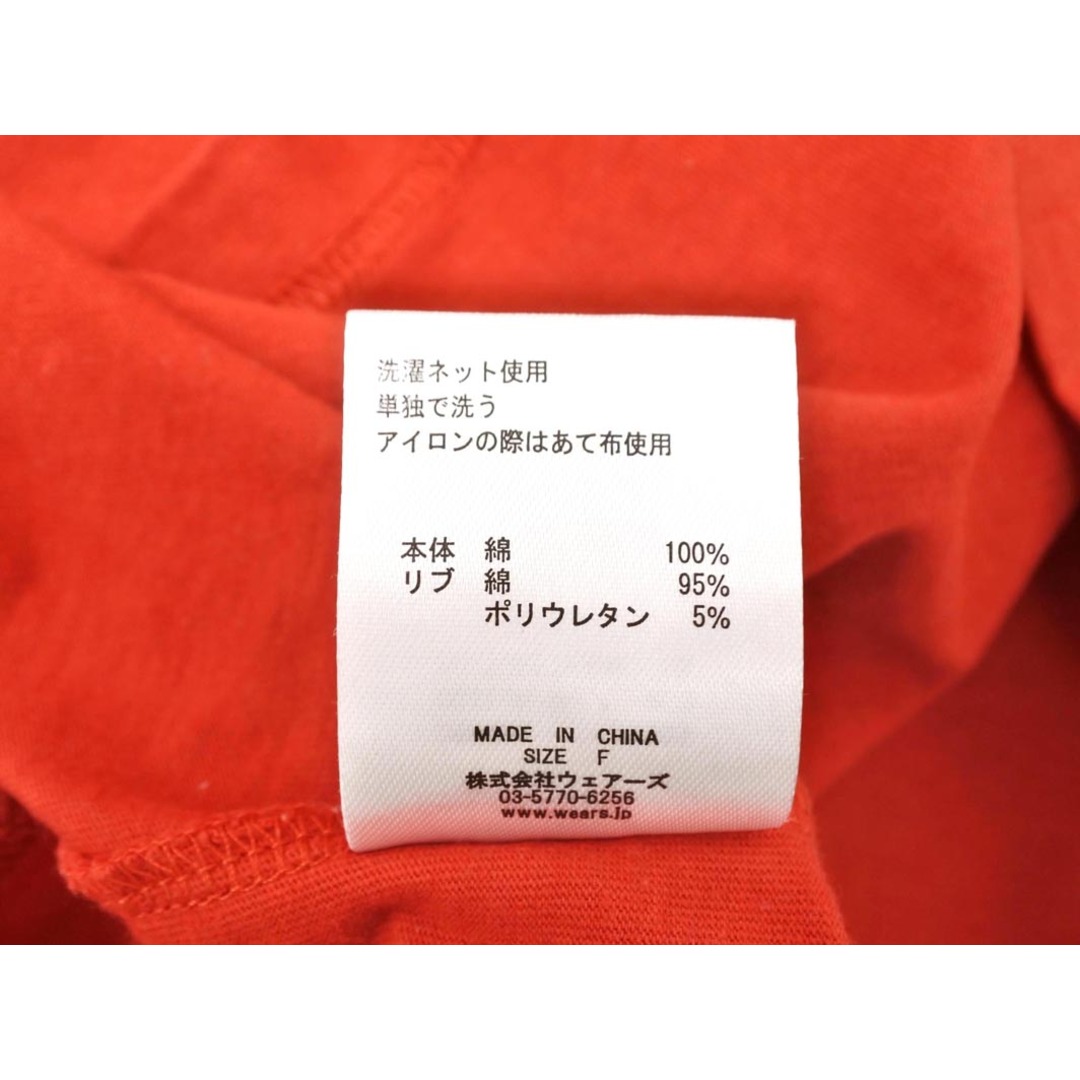 洗濯ネット使用
単独で洗う
アイロンの際はあて布使用
本体 綿 100%
リブ 綿 95%
ポリウレタン 5%
MADE IN CHINA
SIZE F
株式会社ウェアーズ
03-5770-6256
www.wears.jp